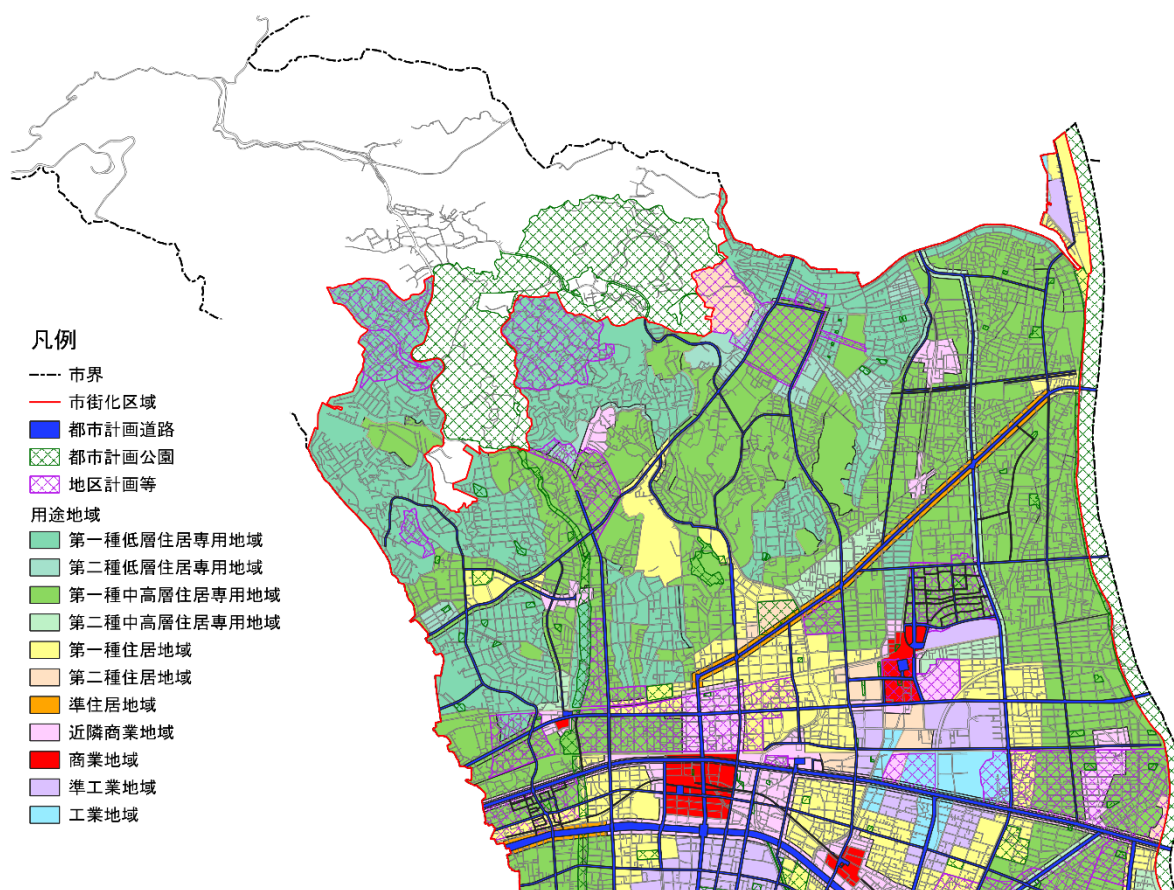 凡例
市界
市街化区域
都市計画道路
都市計画公園
地区計画等
用途地域
第一種低層住居専用地域
第二種低層住居専用地域
第一種中高層住居専用地域
第二種中高層住居専用地域
第一種住居地域
第二種住居地域
準住居地域
近隣商業地域
商業地域
準工業地域
工業地域